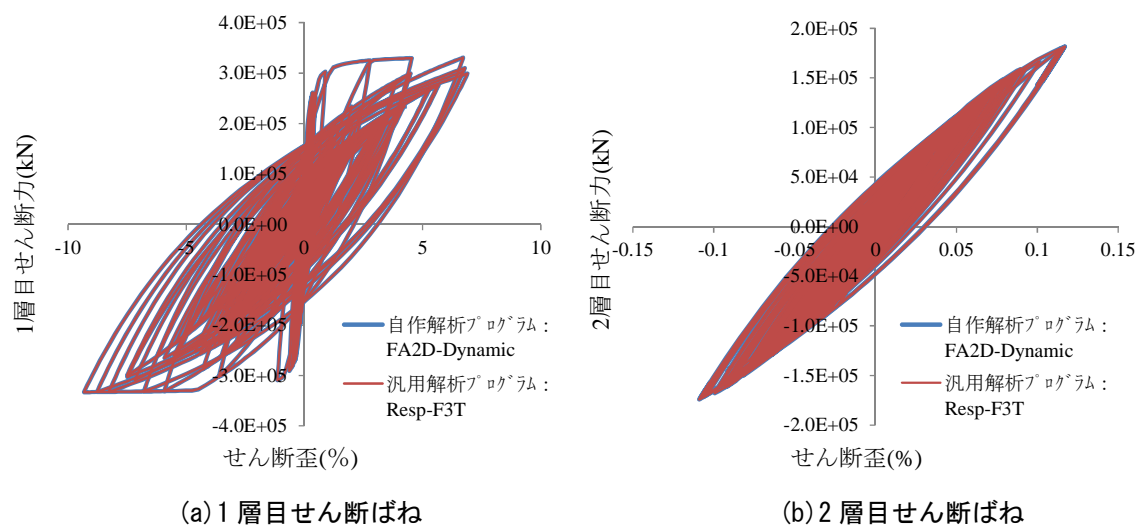 4.0E+05
3.0E+05
2.0E+05
1.0E+05
0.0E+00
-1.0E+05
-2.0E+05
-3.0E+05
-4.0E+05
-10
-5
0
5
10
1層目せん断力(kN)
せん断歪(%)
自作解析ﾌﾟﾛｸﾞﾗﾑ:
FA2D-Dynamic
汎用解析ﾌﾟﾛｸﾞﾗﾑ:
Resp-F3T
(a) 1 層目せん断ばね
2.0E+05
1.5E+05
1.0E+05
5.0E+04
0.0E+00
-5.0E+04
-1.0E+05
-1.5E+05
-2.0E+05
-0.15
-0.1
-0.05
0
0.05
0.1
0.15
2層目せん断力(kN)
せん断歪(%)
自作解析ﾌﾟﾛｸﾞﾗﾑ:
FA2D-Dynamic
汎用解析ﾌﾟﾛｸﾞﾗﾑ:
Resp-F3T
(b) 2 層目せん断ばね